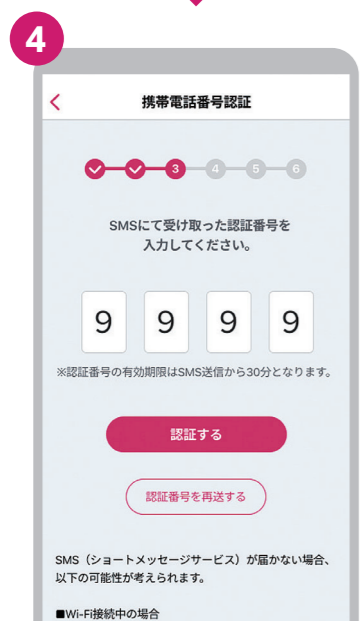 4
携帯電話番号認証
3 4 5 6
SMSにて受け取った認証番号を
入力してください。
9 9 9 9
※認証番号の有効期限はSMS送信から30分となります。
認証する
認証番号を再送する
SMS（ショートメッセージサービス）が届かない場合、
以下の可能性が考えられます。
■Wi-Fi接続中の場合